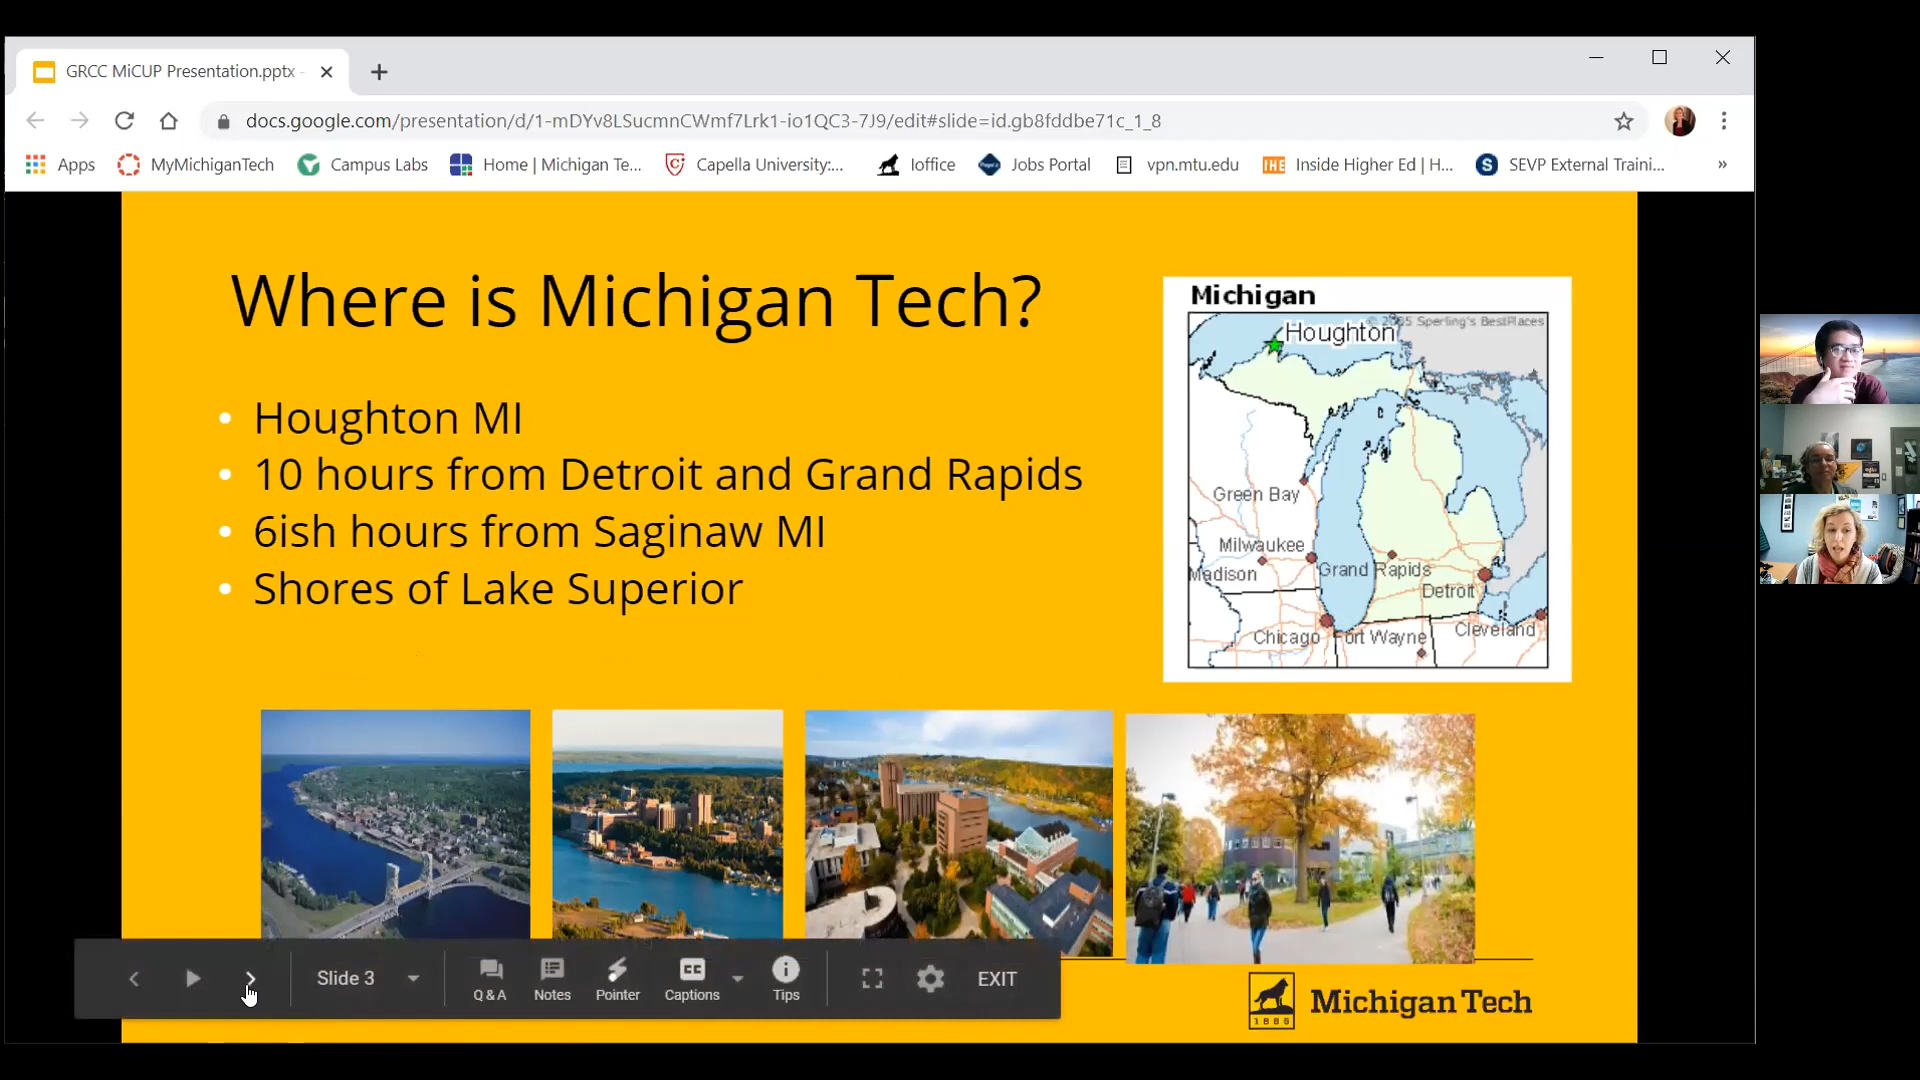 GRCC MiCUP Presentation.pptx -
docs.google.com/presentation/d/1-mDYv8LSucmnCWmf7Lrk1-io1QC3-7J9/edit#slide=id.gb8fddbe71c_1_8
Apps MyMichiganTech Campus Labs Home | Michigan Te... Capella University:... Ioffice Jobs Portal vpn.mtu.edu IHE Inside Higher Ed | H... S SEVP External Traini... »
Where is Michigan Tech?
• Houghton MI
• 10 hours from Detroit and Grand Rapids
• 6ish hours from Saginaw MI
• Shores of Lake Superior
Michigan
© 2005 Sperling's BestPlaces
Houghton
Green Bay
Milwaukee
Madison
Grand Rapids
Detroit
Chicago
Fort Wayne
Cleveland
Slide 3
Q & A
Notes
Pointer
CC
Captions
Tips
EXIT
1885
Michigan Tech